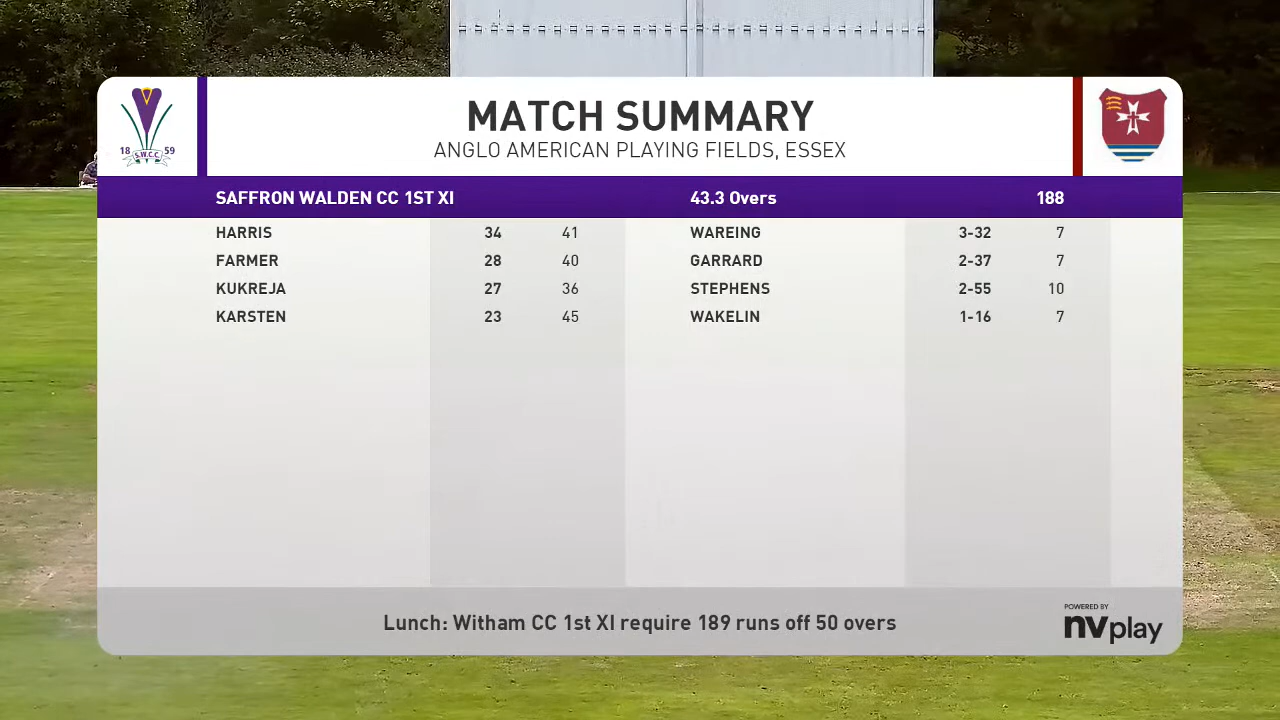 MATCH SUMMARY
ANGLO AMERICAN PLAYING FIELDS, ESSEX
18 59
S.W.C.C.
SAFFRON WALDEN CC 1ST XI 43.3 Overs 188
HARRIS 34 41 WAREING 3-32 7
FARMER 28 40 GARRARD 2-37 7
KUKREJA 27 36 STEPHENS 2-55 10
KARSTEN 23 45 WAKELIN 1-16 7
Lunch: Witham CC 1st XI require 189 runs off 50 overs
POWERED BY
nvplay